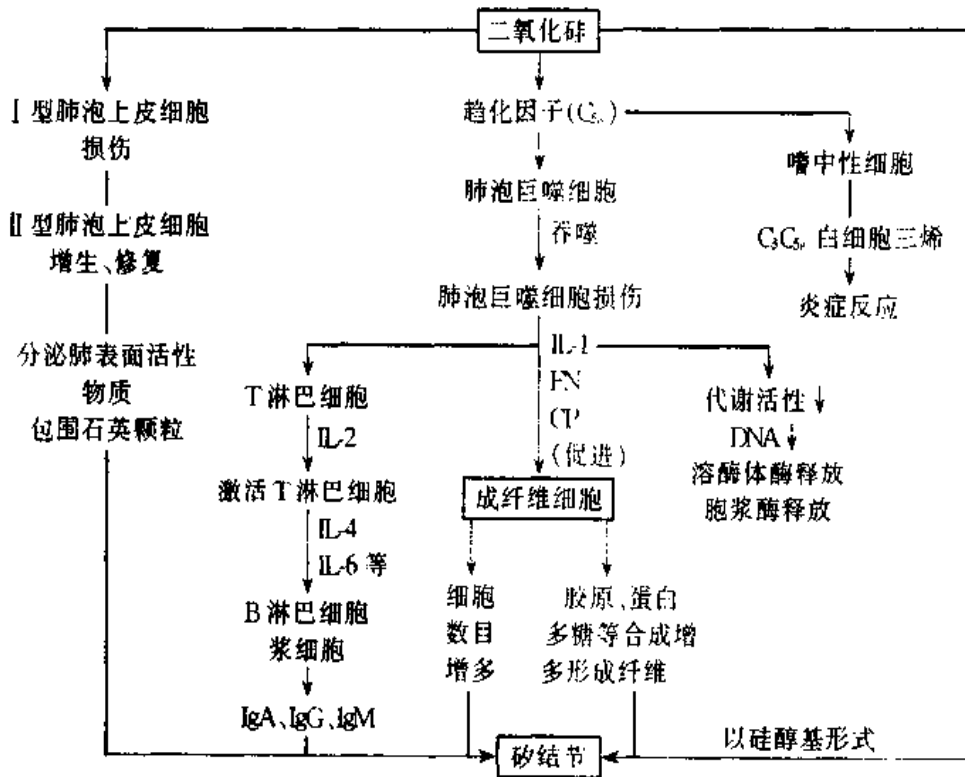 二氧化硅
Ⅰ型肺泡上皮细胞
损伤
Ⅱ型肺泡上皮细胞
增生、修复
分泌肺表面活性
物质
包围石英颗粒
趋化因子(C₅ₐ)
肺泡巨噬细胞
吞噬
肺泡巨噬细胞损伤
嗜中性细胞
C₃C₅ₐ 白细胞三烯
炎症反应
T淋巴细胞
IL-2
激活T淋巴细胞
IL-4
IL-6 等
B 淋巴细胞
浆细胞
IgA、IgG、IgM
IL-1
FN
CP
(促进)
成纤维细胞
细胞
数目
增多
胶原、蛋白
多糖等合成增
多形成纤维
代谢活性↓
DNA↓
溶酶体酶释放
胞浆酶释放
以硅醇基形式
矽结节